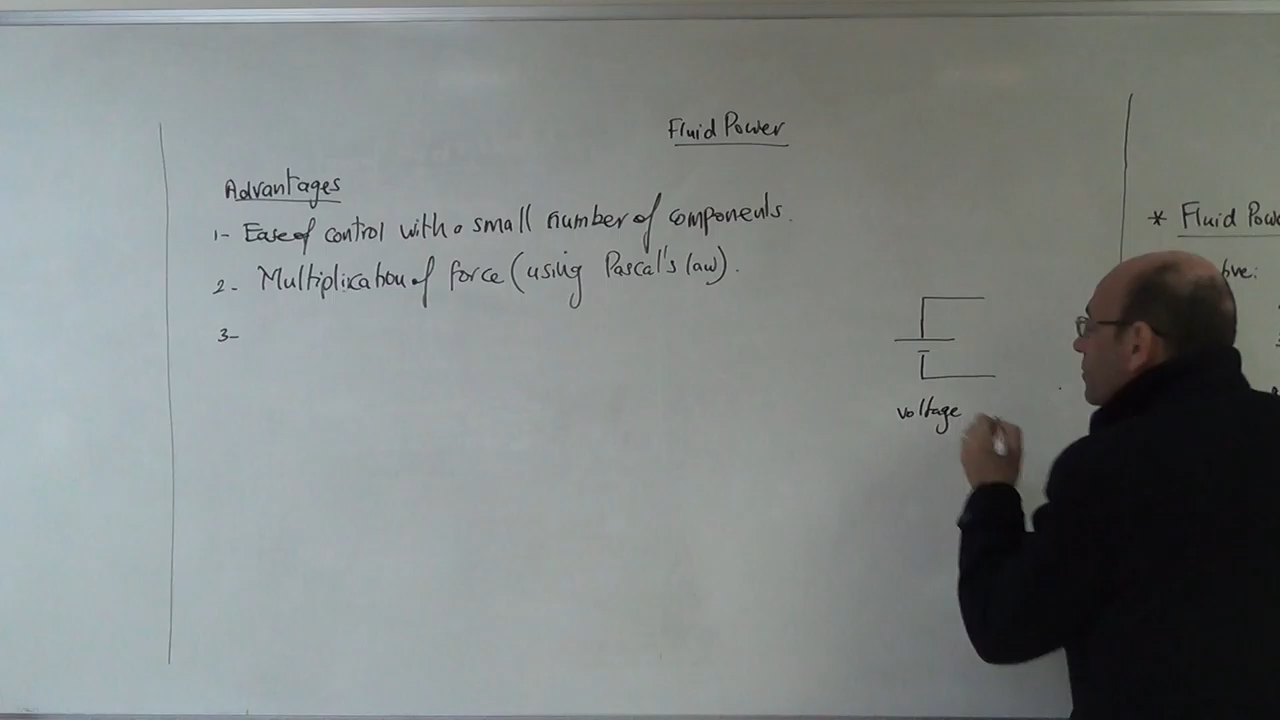 Fluid Power
Advantages
1- Ease of control with a small number of components.
2- Multiplication of force (using Pascal's law).
3-
voltage
* Fluid